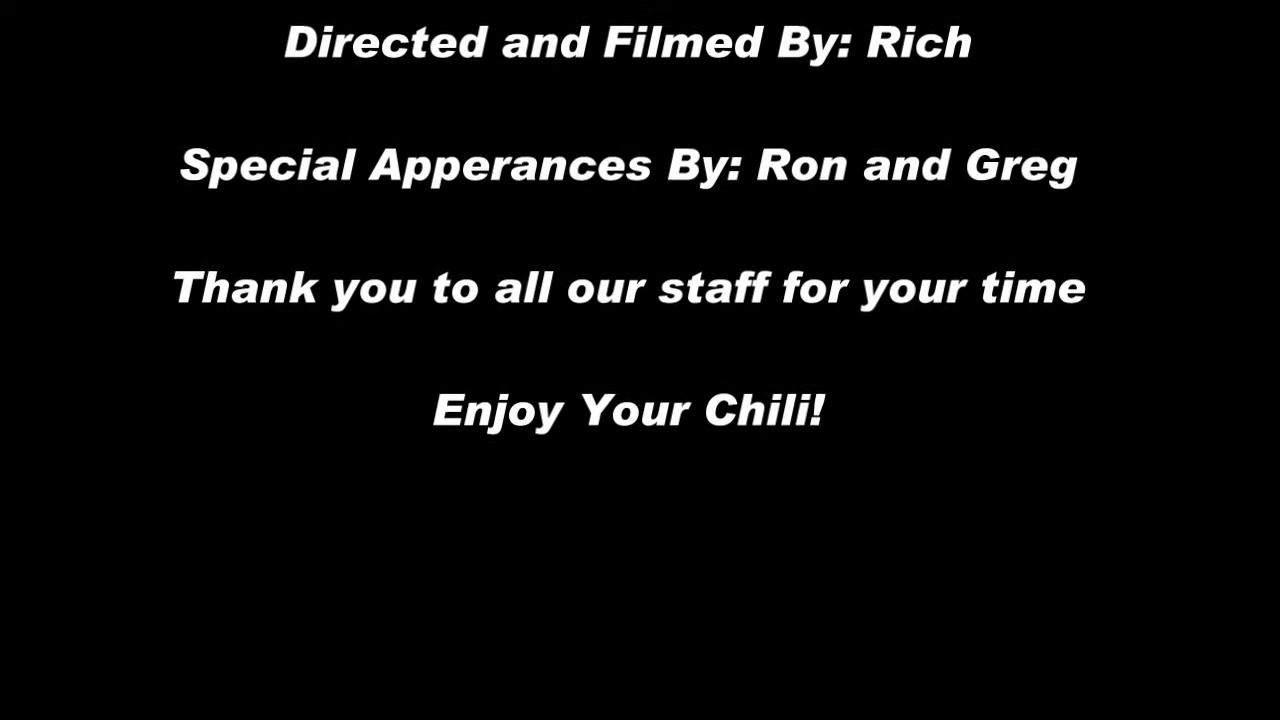 Directed and Filmed By: Rich
Special Apperances By: Ron and Greg
Thank you to all our staff for your time
Enjoy Your Chili!